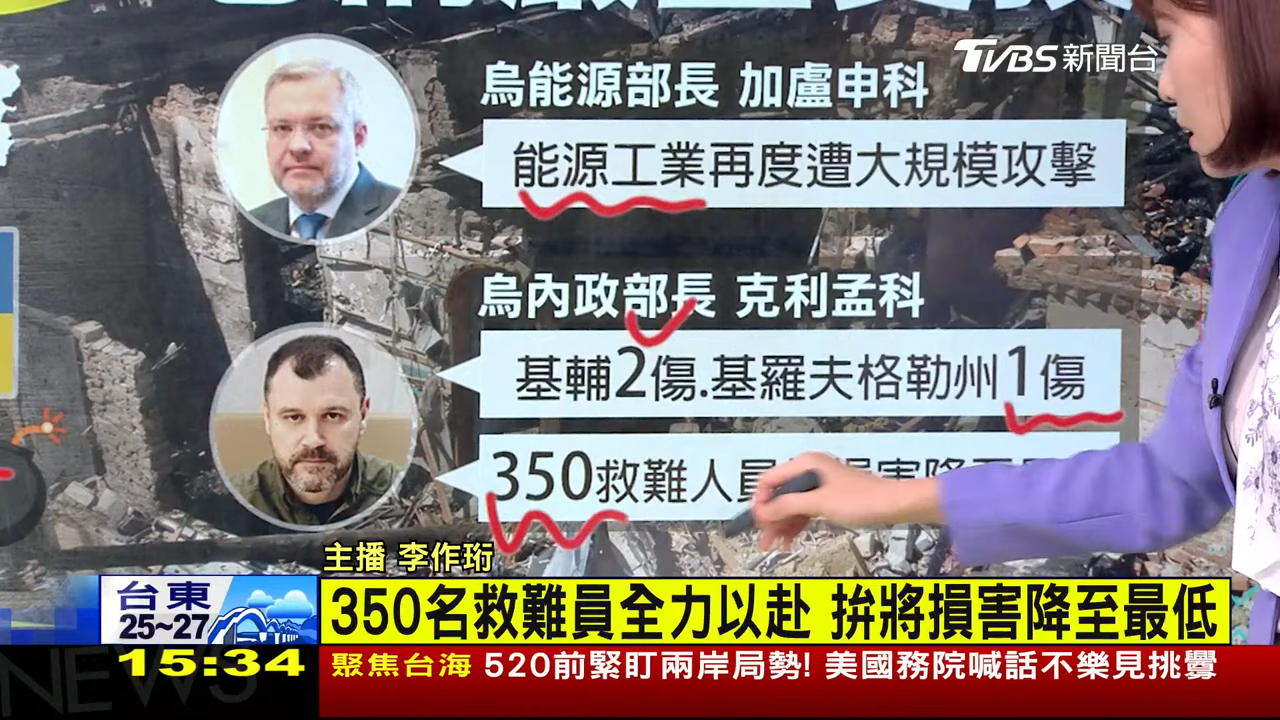 TVBS新聞台
烏能源部長 加盧申科
能源工業再度遭大規模攻擊
烏內政部長 克利孟科
基輔2傷.基羅夫格勒州1傷
350救難人員
主播 李作珩
台東
25~27
350名救難員全力以赴 拚將損害降至最低
15:34
聚焦台海 520前緊盯兩岸局勢! 美國務院喊話不樂見挑釁
NEWS